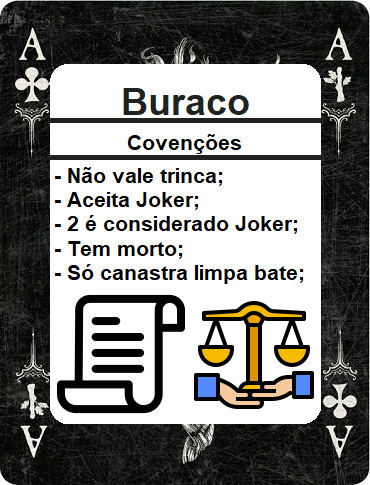 A A
Buraco
Covenções
- Não vale trinca;
- Aceita Joker;
- 2 é considerado Joker;
- Tem morto;
- Só canastra limpa bate;
A A